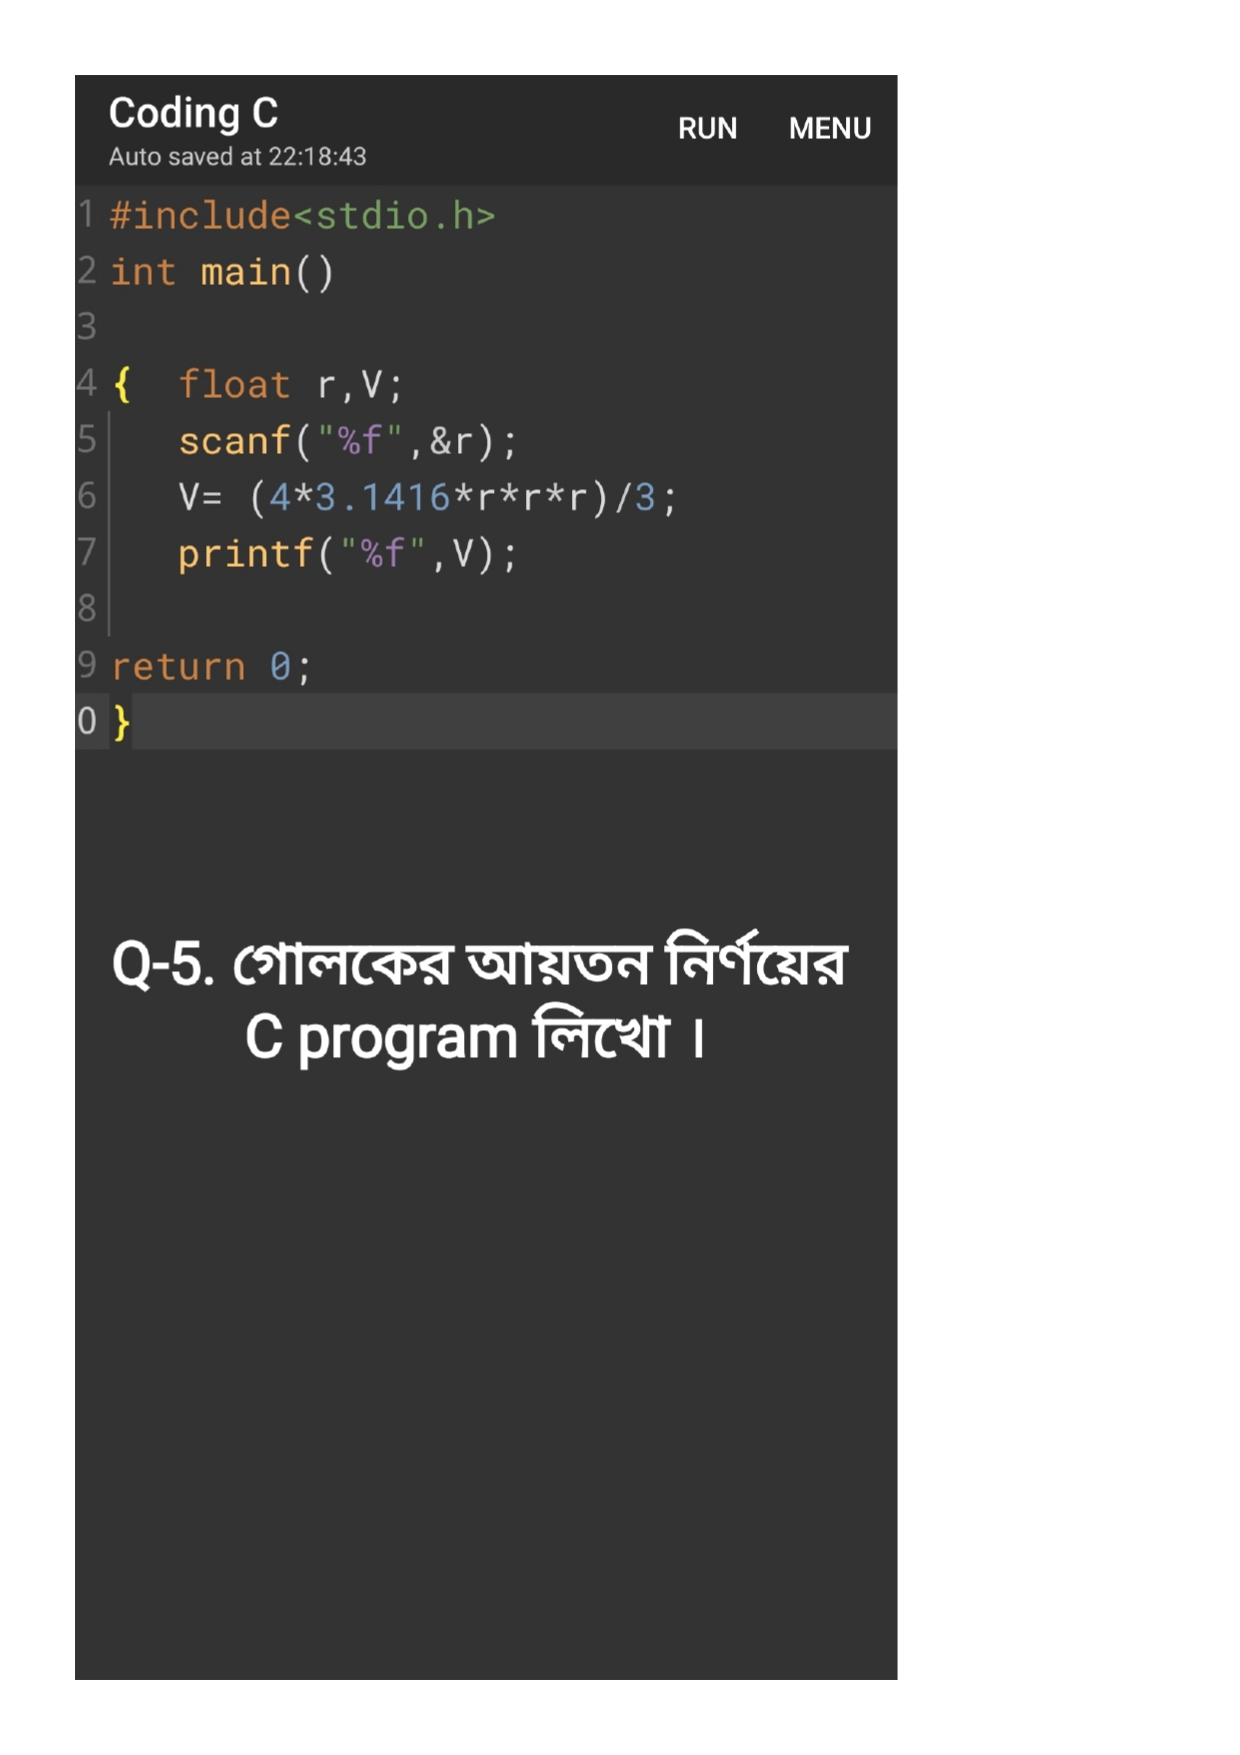 Coding C
RUN MENU
Auto saved at 22:18:43
1 #include<stdio.h>
2 int main()
3
4 {  float r,V;
5    scanf("%f",&r);
6    V= (4*3.1416*r*r*r)/3;
7    printf("%f",V);
8
9 return 0;
0 }
Q-5. গোলকের আয়তন নির্ণয়ের
C program লিখো ।